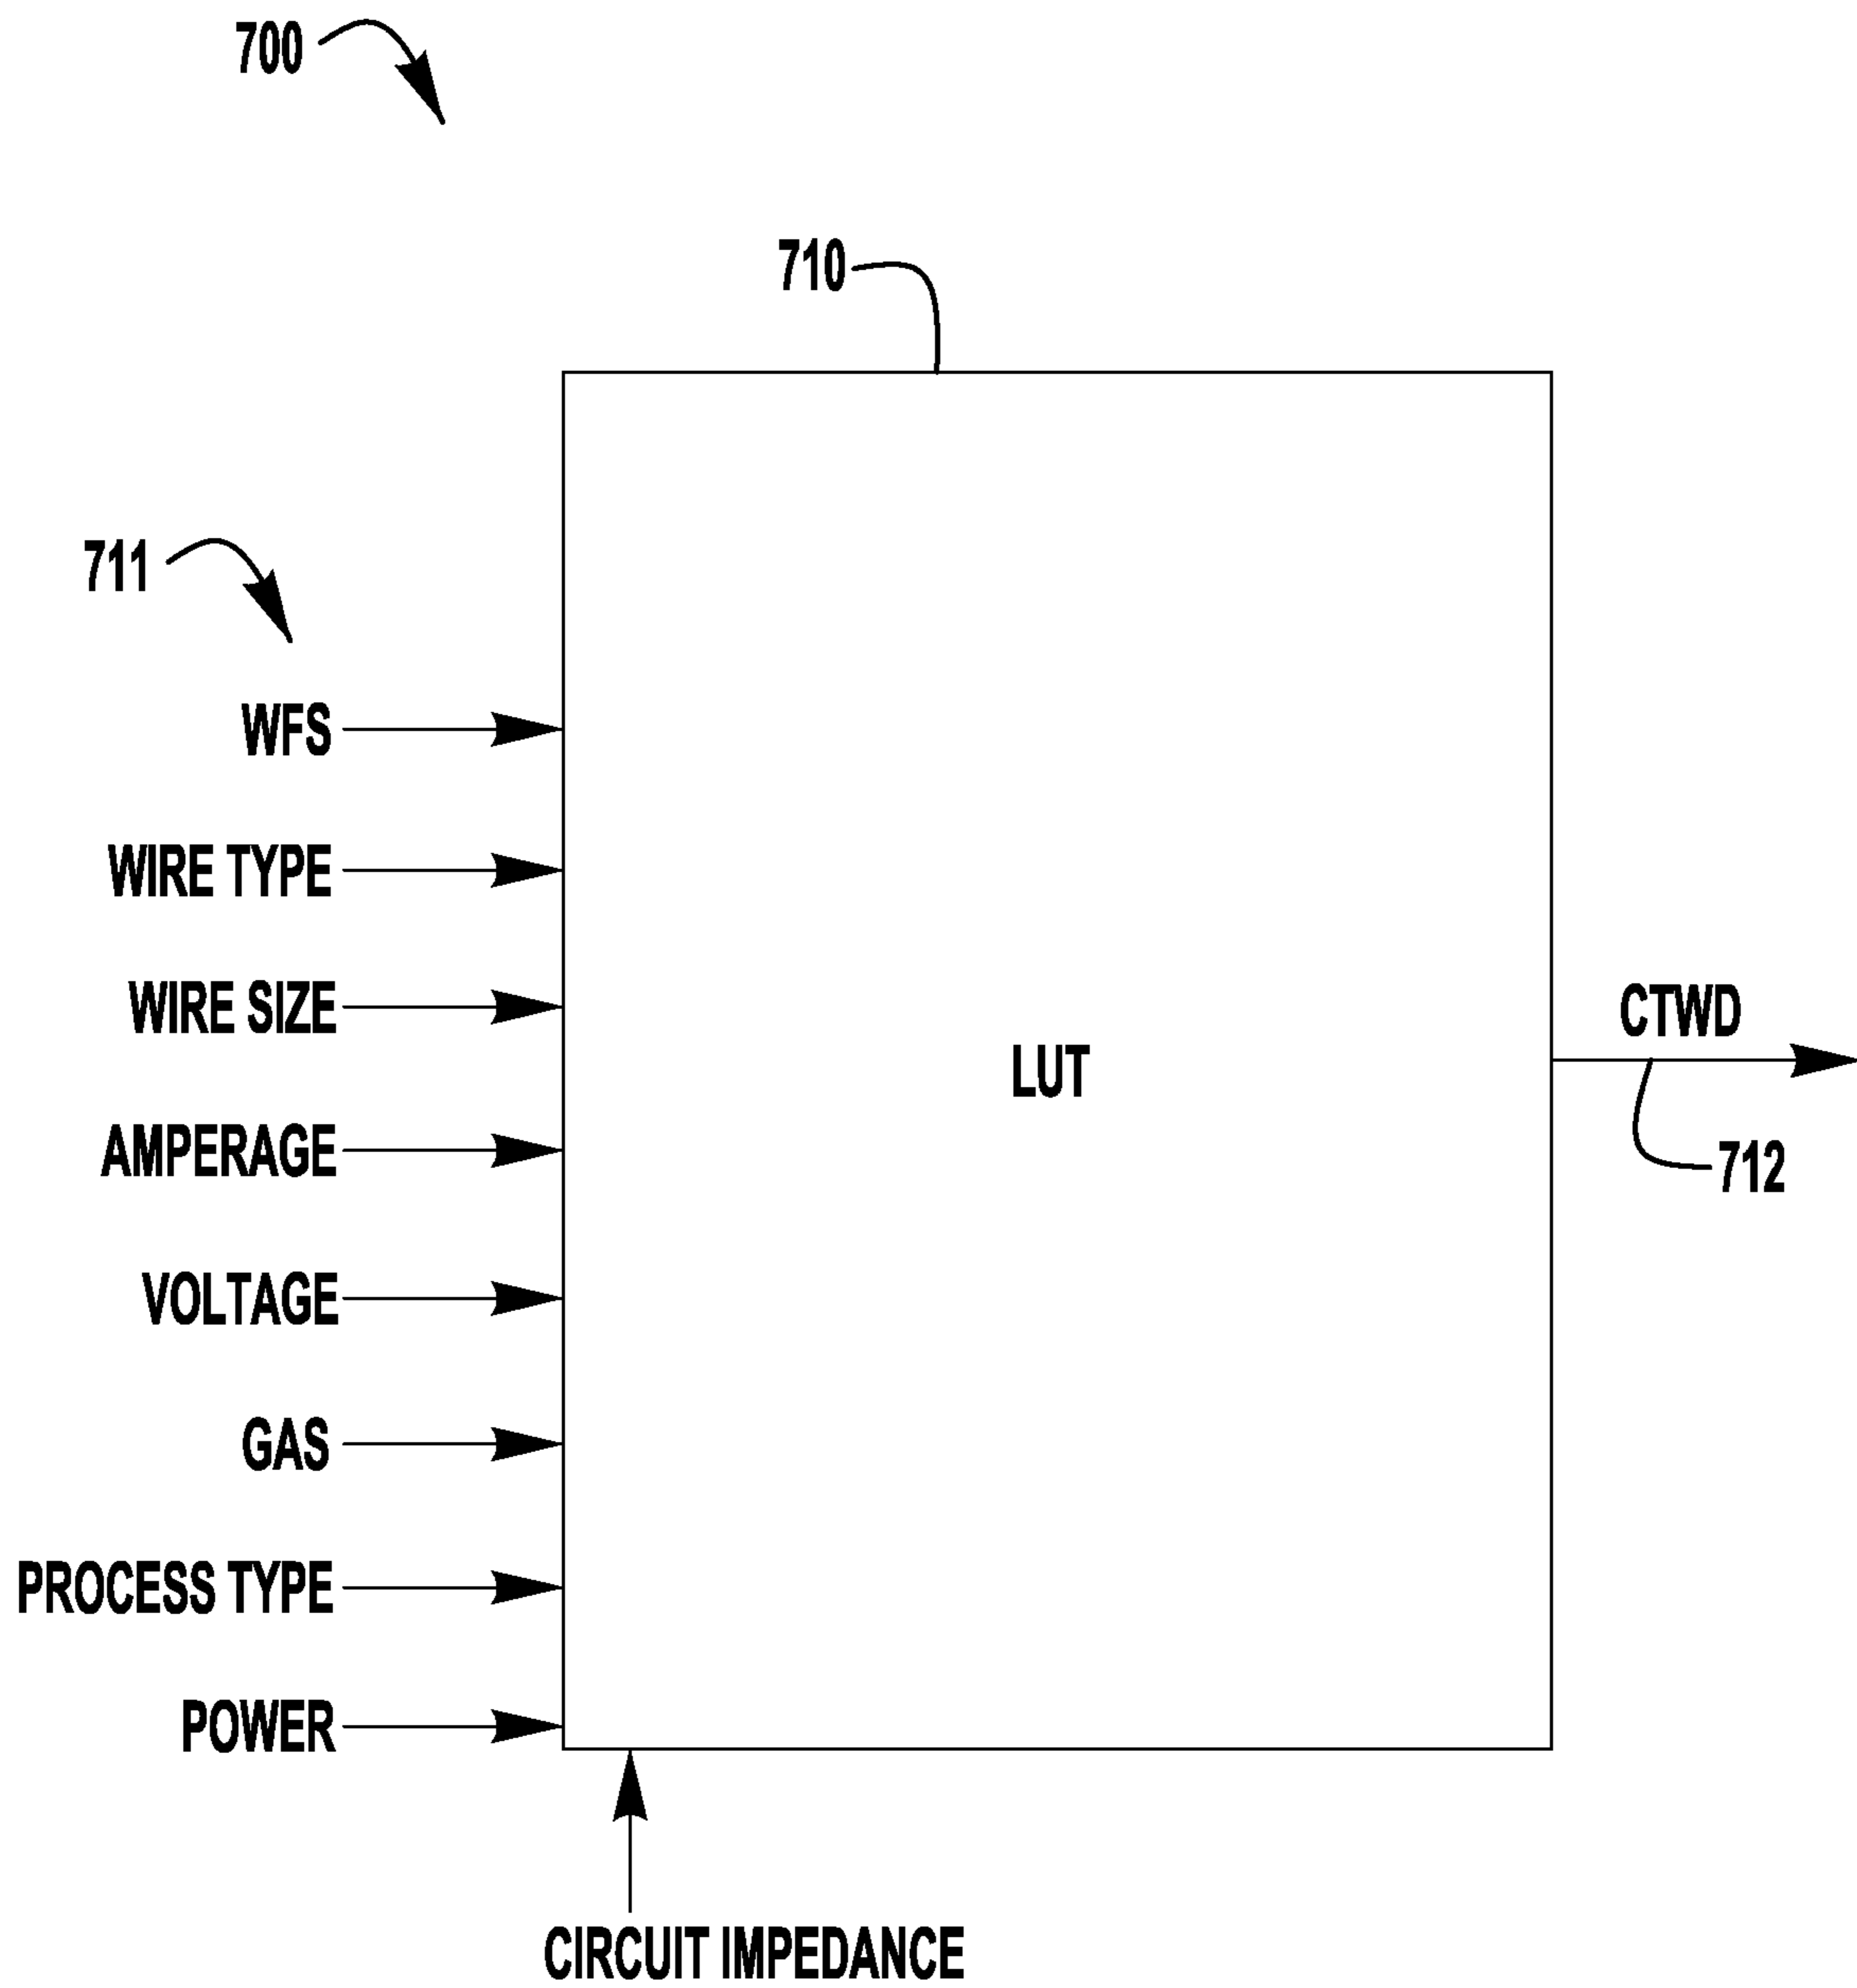 700
710
711
WFS
WIRE TYPE
WIRE SIZE
CTWD
LUT
AMPERAGE
712
VOLTAGE
GAS
PROCESS TYPE
POWER
CIRCUIT IMPEDANCE